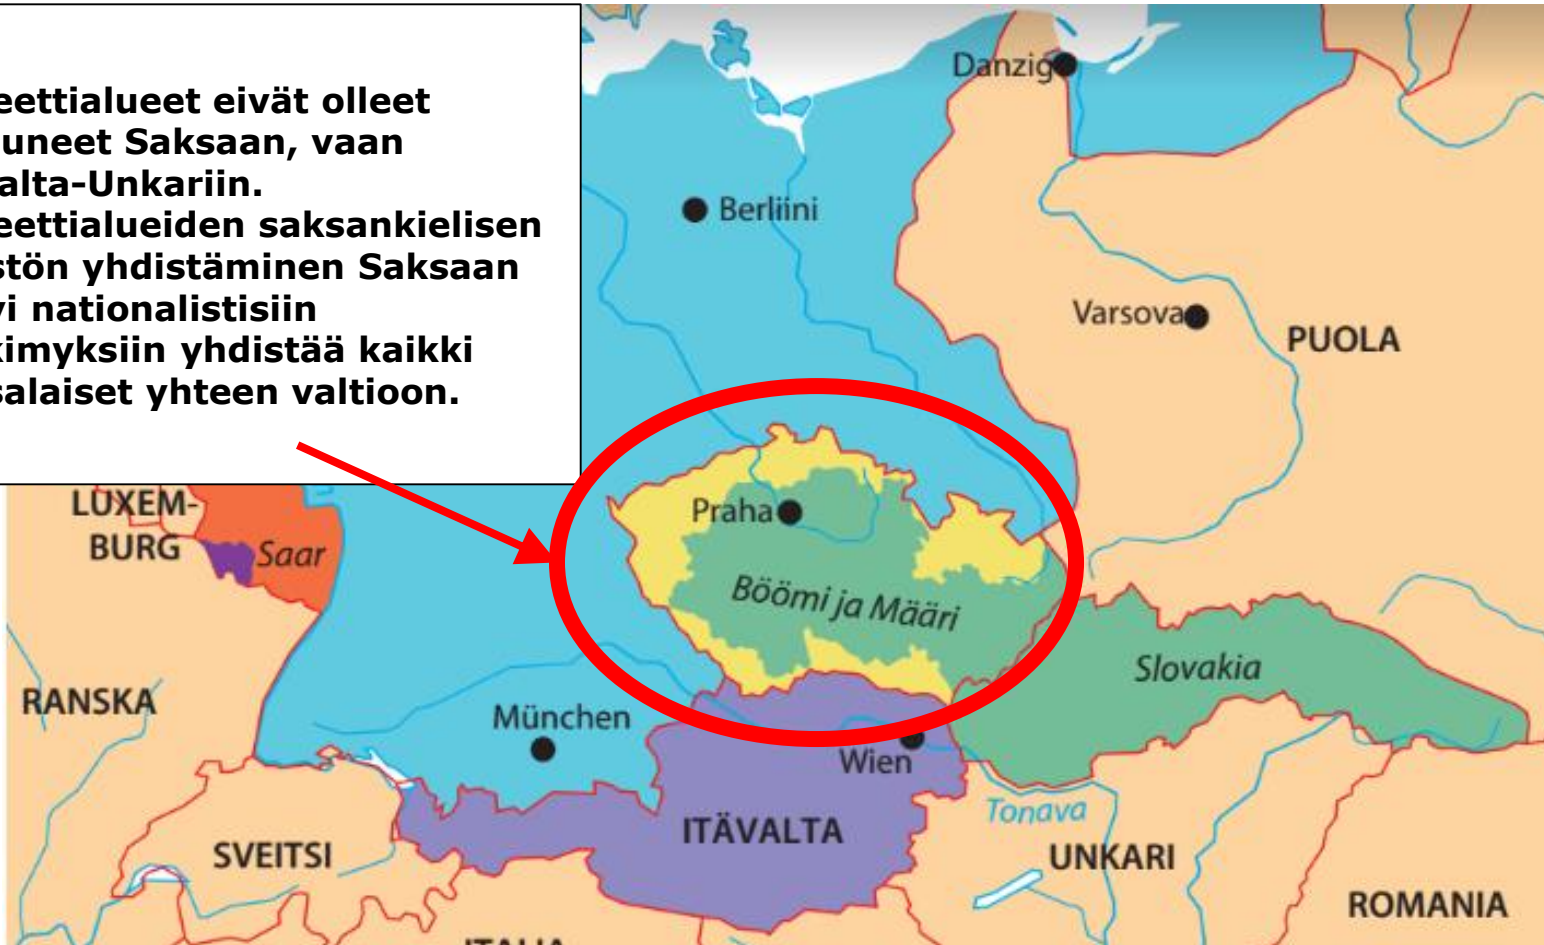 eettialueet eivät olleet
uneet Saksaan, vaan
alta-Unkariin.
eettialueiden saksankielisen
stön yhdistäminen Saksaan
vi nationalistisiin
kimyksiin yhdistää kaikki
salaiset yhteen valtioon.
Danzig
Berliini
Varsova
PUOLA
LUXEM-
BURG
Saar
Praha
Böömi ja Määri
Slovakia
RANSKA
München
Wien
Tonava
ITÄVALTA
SVEITSI
UNKARI
ROMANIA